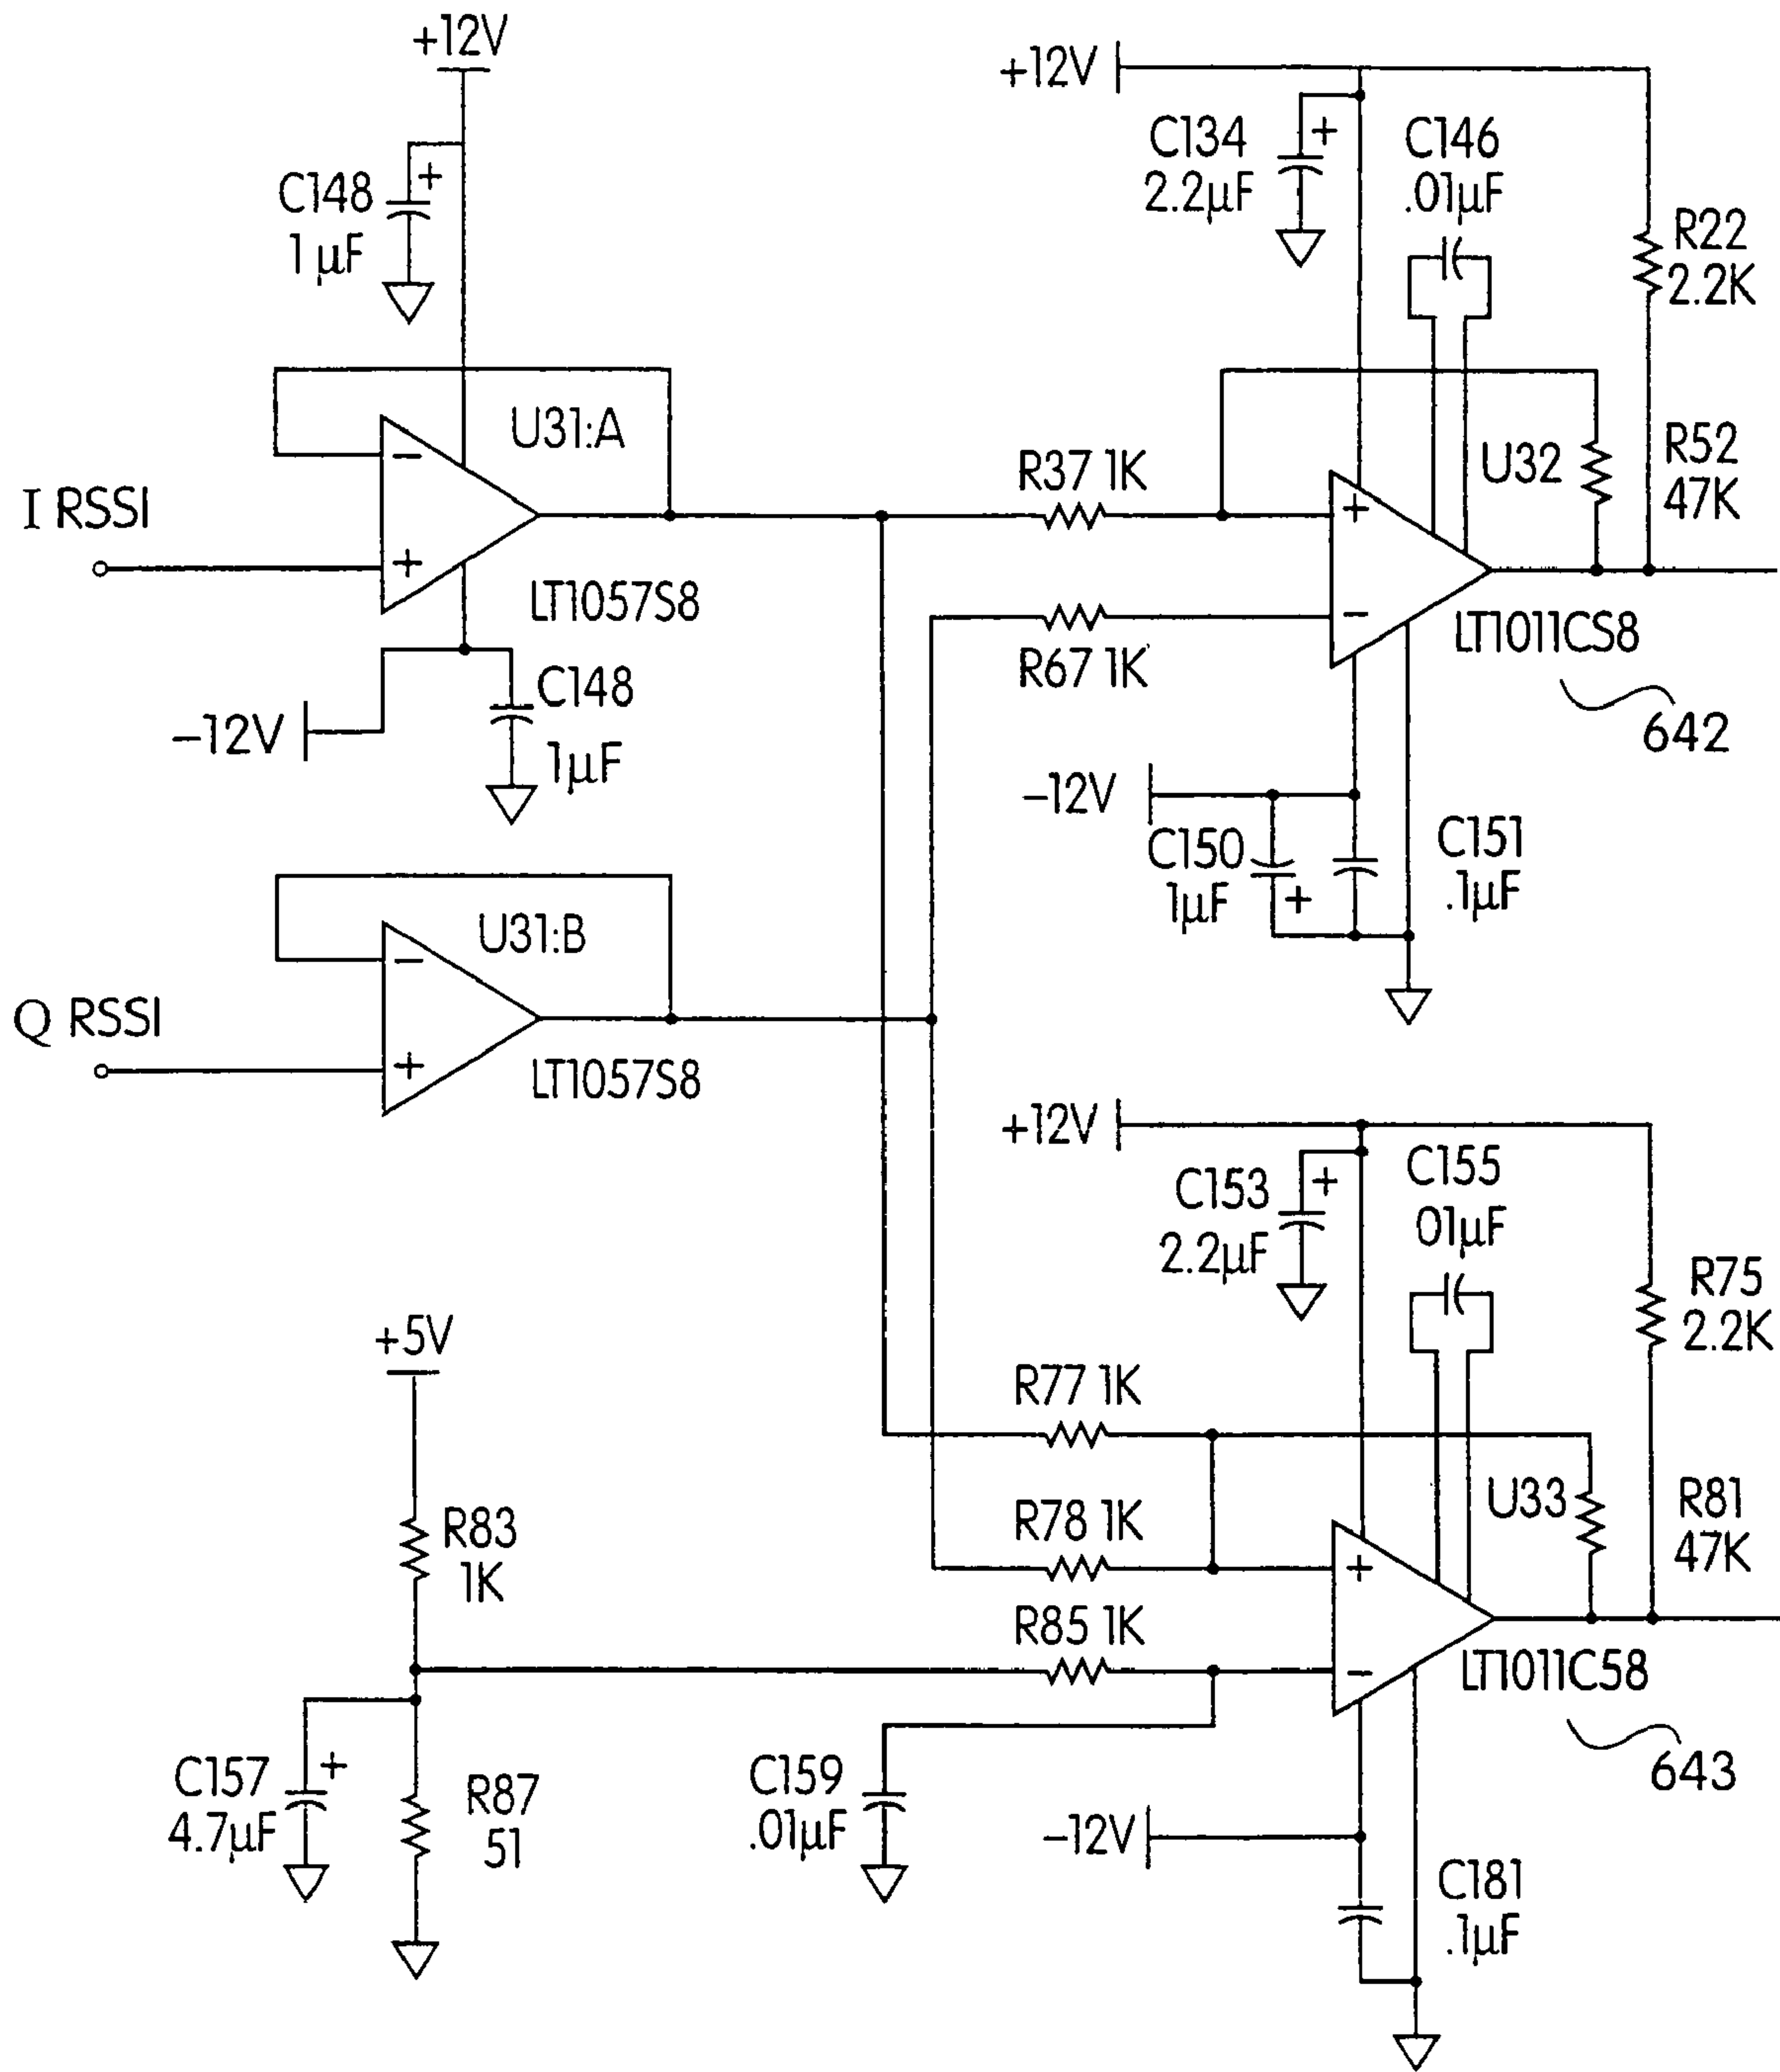 +12V
C148
+
1µF
U31:A
−
I RSSI
+
LT1057S8
−12V
C148
1µF
U31:B
−
Q RSSI
+
LT1057S8
+12V
C134
2.2µF
+
C146
.01µF
R22
2.2K
R37 1K
U32
R52
47K
+
−
R67 1K
LT1011CS8
642
−12V
C150
1µF
+
C151
.1µF
+12V
C153
2.2µF
+
C155
01µF
R75
2.2K
R77 1K
R78 1K
U33
R81
47K
+
R85 1K
−
LT1011C58
643
+5V
R83
1K
C157
4.7µF
+
R87
51
C159
.01µF
−12V
C181
.1µF